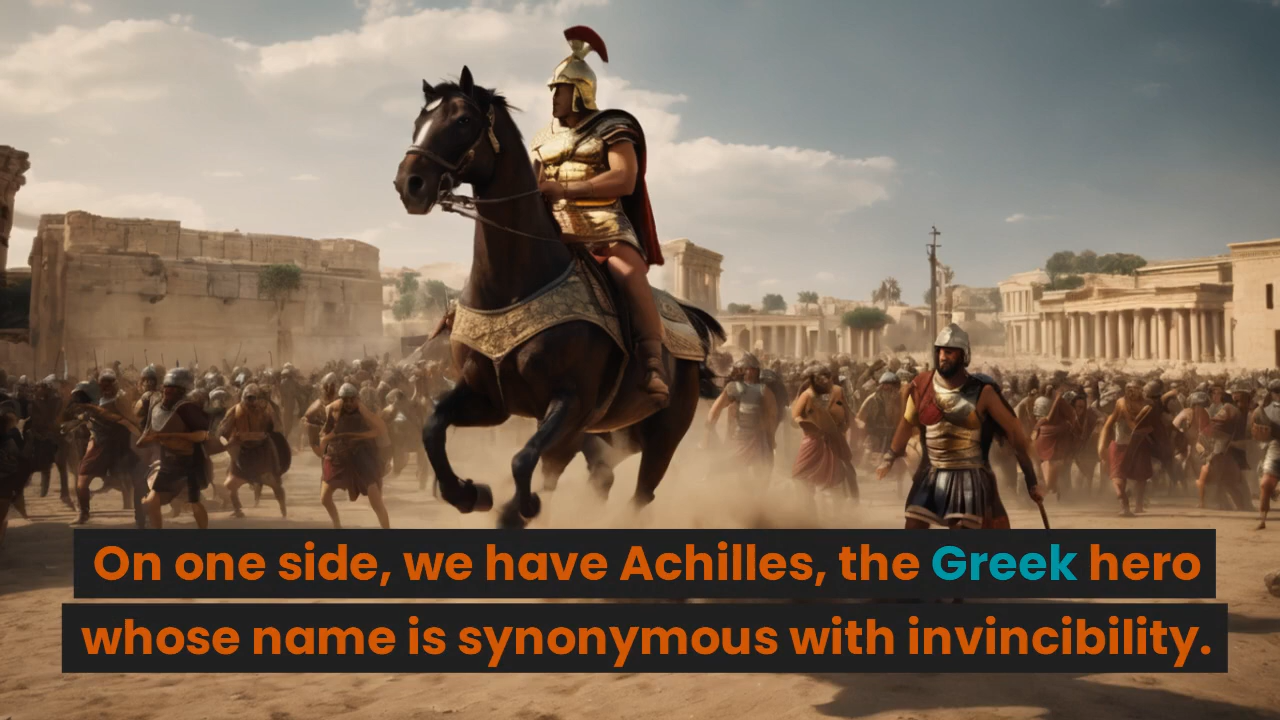 On one side, we have Achilles, the Greek hero
whose name is synonymous with invincibility.